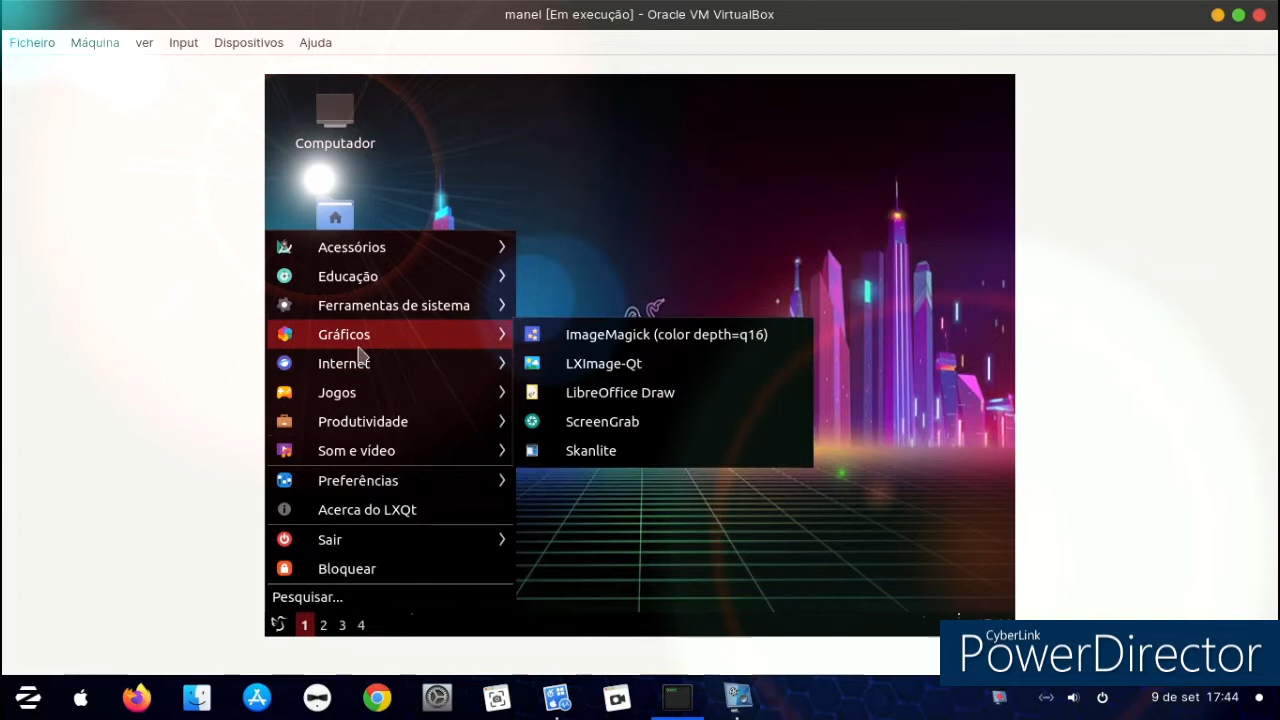 manel [Em execução] - Oracle VM VirtualBox
Ficheiro Máquina ver Input Dispositivos Ajuda
Computador
Acessórios
Educação
Ferramentas de sistema
Gráficos
Internet
Jogos
Produtividade
Som e vídeo
Preferências
Acerca do LXQt
Sair
Bloquear
Pesquisar...
ImageMagick (color depth=q16)
LXImage-Qt
LibreOffice Draw
ScreenGrab
Skanlite
1 2 3 4
CyberLink
PowerDirector
9 de set 17:44